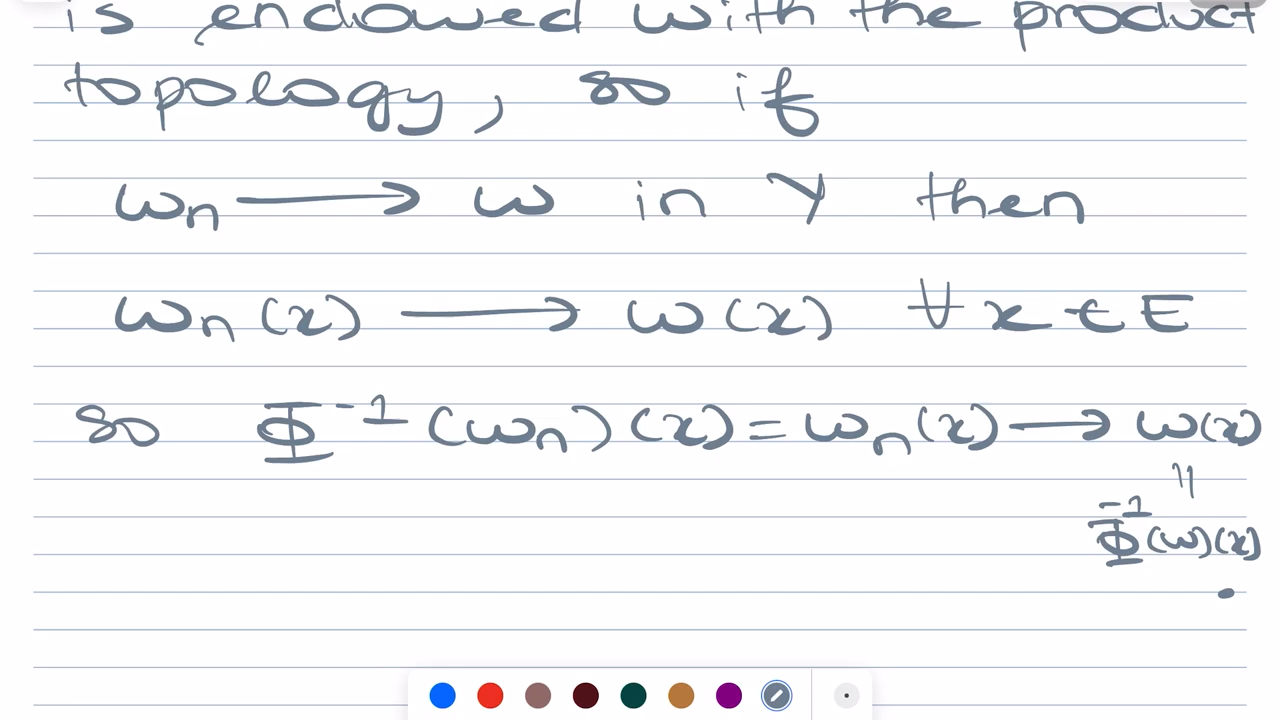 is endowed with the product
topology, so if
ωn ⟶ ω in Y then
ωn(x) ⟶ ω(x) ∀ x ∈ E
so Φ⁻¹(ωn)(x) = ωn(x) ⟶ ω(x)
=
Φ⁻¹(ω)(x)
.